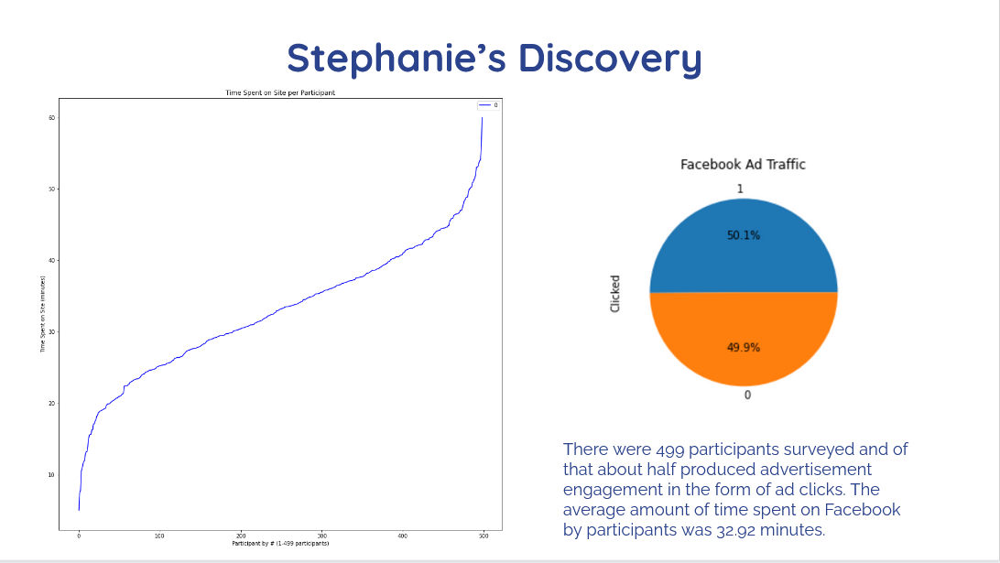 Stephanie's Discovery
Time Spent on Site per Participant
0
60
50
40
30
20
10
Time Spent on Site (minutes)
0
100
200
300
400
500
Participant by # (1-499 participants)
Facebook Ad Traffic
1
50.1%
Clicked
49.9%
0
There were 499 participants surveyed and of
that about half produced advertisement
engagement in the form of ad clicks. The
average amount of time spent on Facebook
by participants was 32.92 minutes.